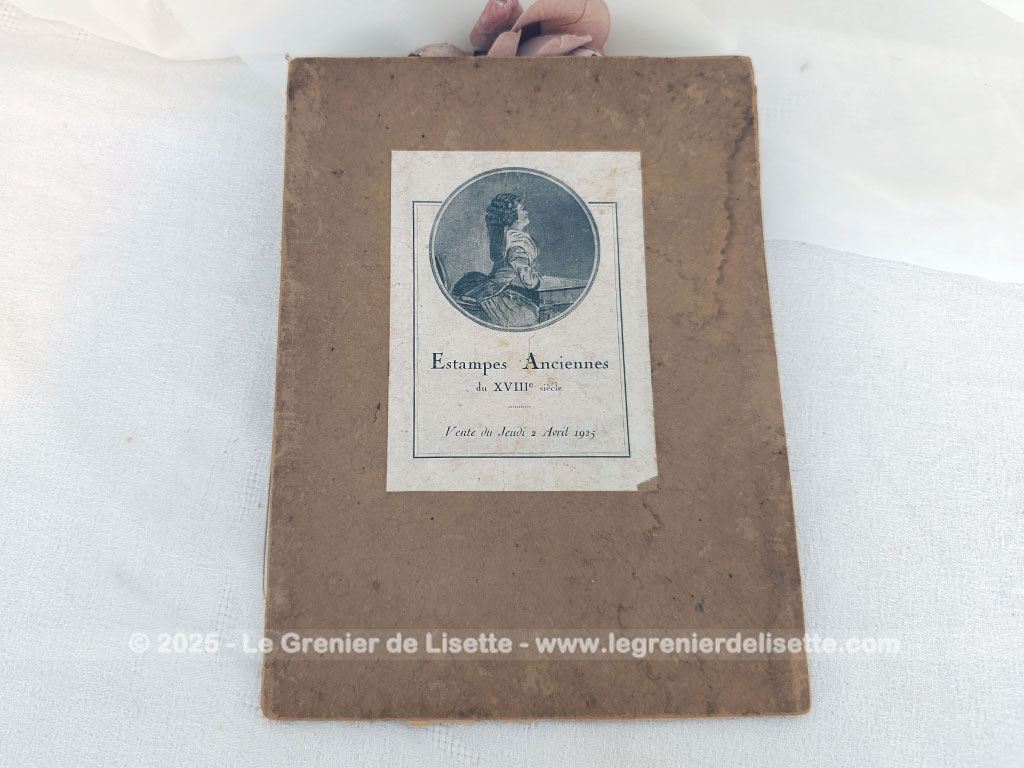 Estampes Anciennes
du XVIIIe siècle
Vente du Jeudi 2 Avril 1925
© 2025 - Le Grenier de Lisette - www.legrenierdelisette.com